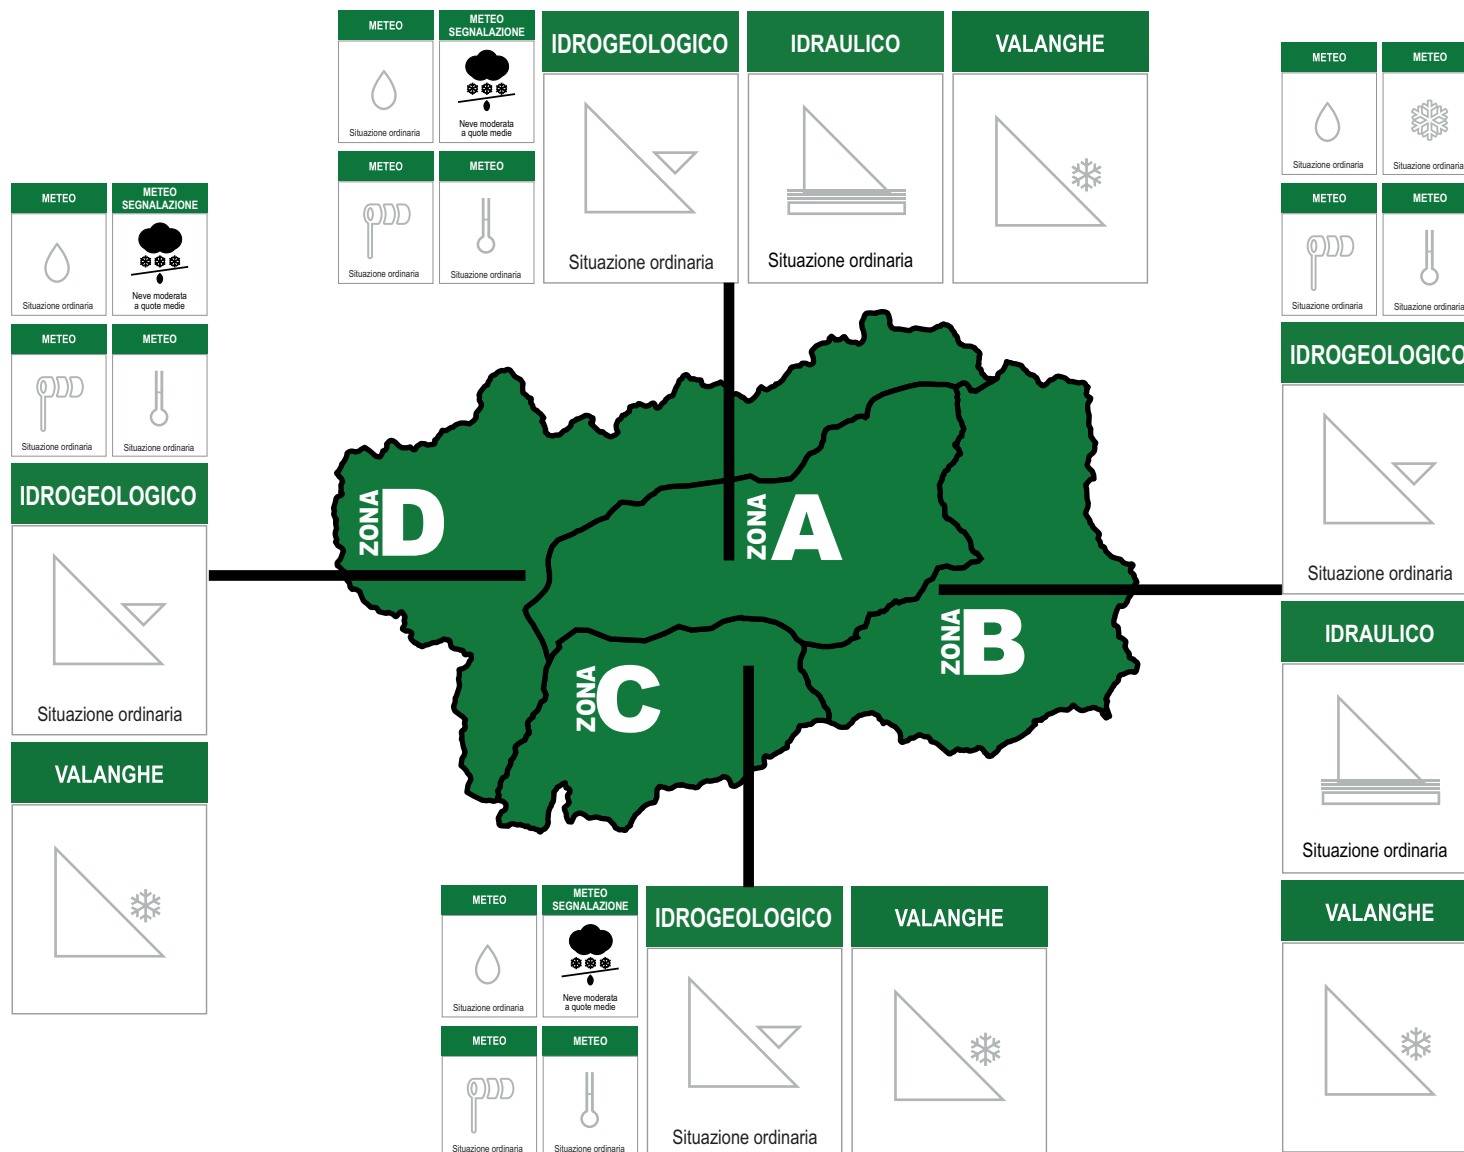 METEO
Situazione ordinaria
METEO
SEGNALAZIONE
Neve moderata
a quote medie
METEO
Situazione ordinaria
METEO
Situazione ordinaria
IDROGEOLOGICO
Situazione ordinaria
IDRAULICO
Situazione ordinaria
VALANGHE
METEO
Situazione ordinaria
METEO
Situazione ordinaria
METEO
Situazione ordinaria
METEO
Situazione ordinaria
IDROGEOLOGICO
Situazione ordinaria
IDRAULICO
Situazione ordinaria
VALANGHE
METEO
Situazione ordinaria
METEO
SEGNALAZIONE
Neve moderata
a quote medie
METEO
Situazione ordinaria
METEO
Situazione ordinaria
IDROGEOLOGICO
Situazione ordinaria
VALANGHE
ZONA D
ZONA A
ZONA B
ZONA C
METEO
Situazione ordinaria
METEO
SEGNALAZIONE
Neve moderata
a quote medie
METEO
Situazione ordinaria
METEO
Situazione ordinaria
IDROGEOLOGICO
Situazione ordinaria
VALANGHE